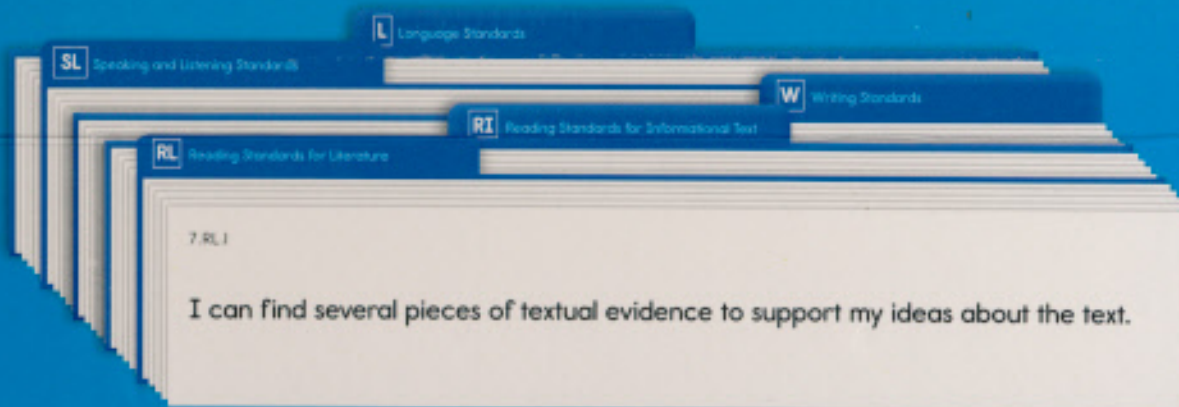 L Language Standards
SL Speaking and Listening Standards
W Writing Standards
RI Reading Standards for Informational Text
RL Reading Standards for Literature
7.RL.1
I can find several pieces of textual evidence to support my ideas about the text.